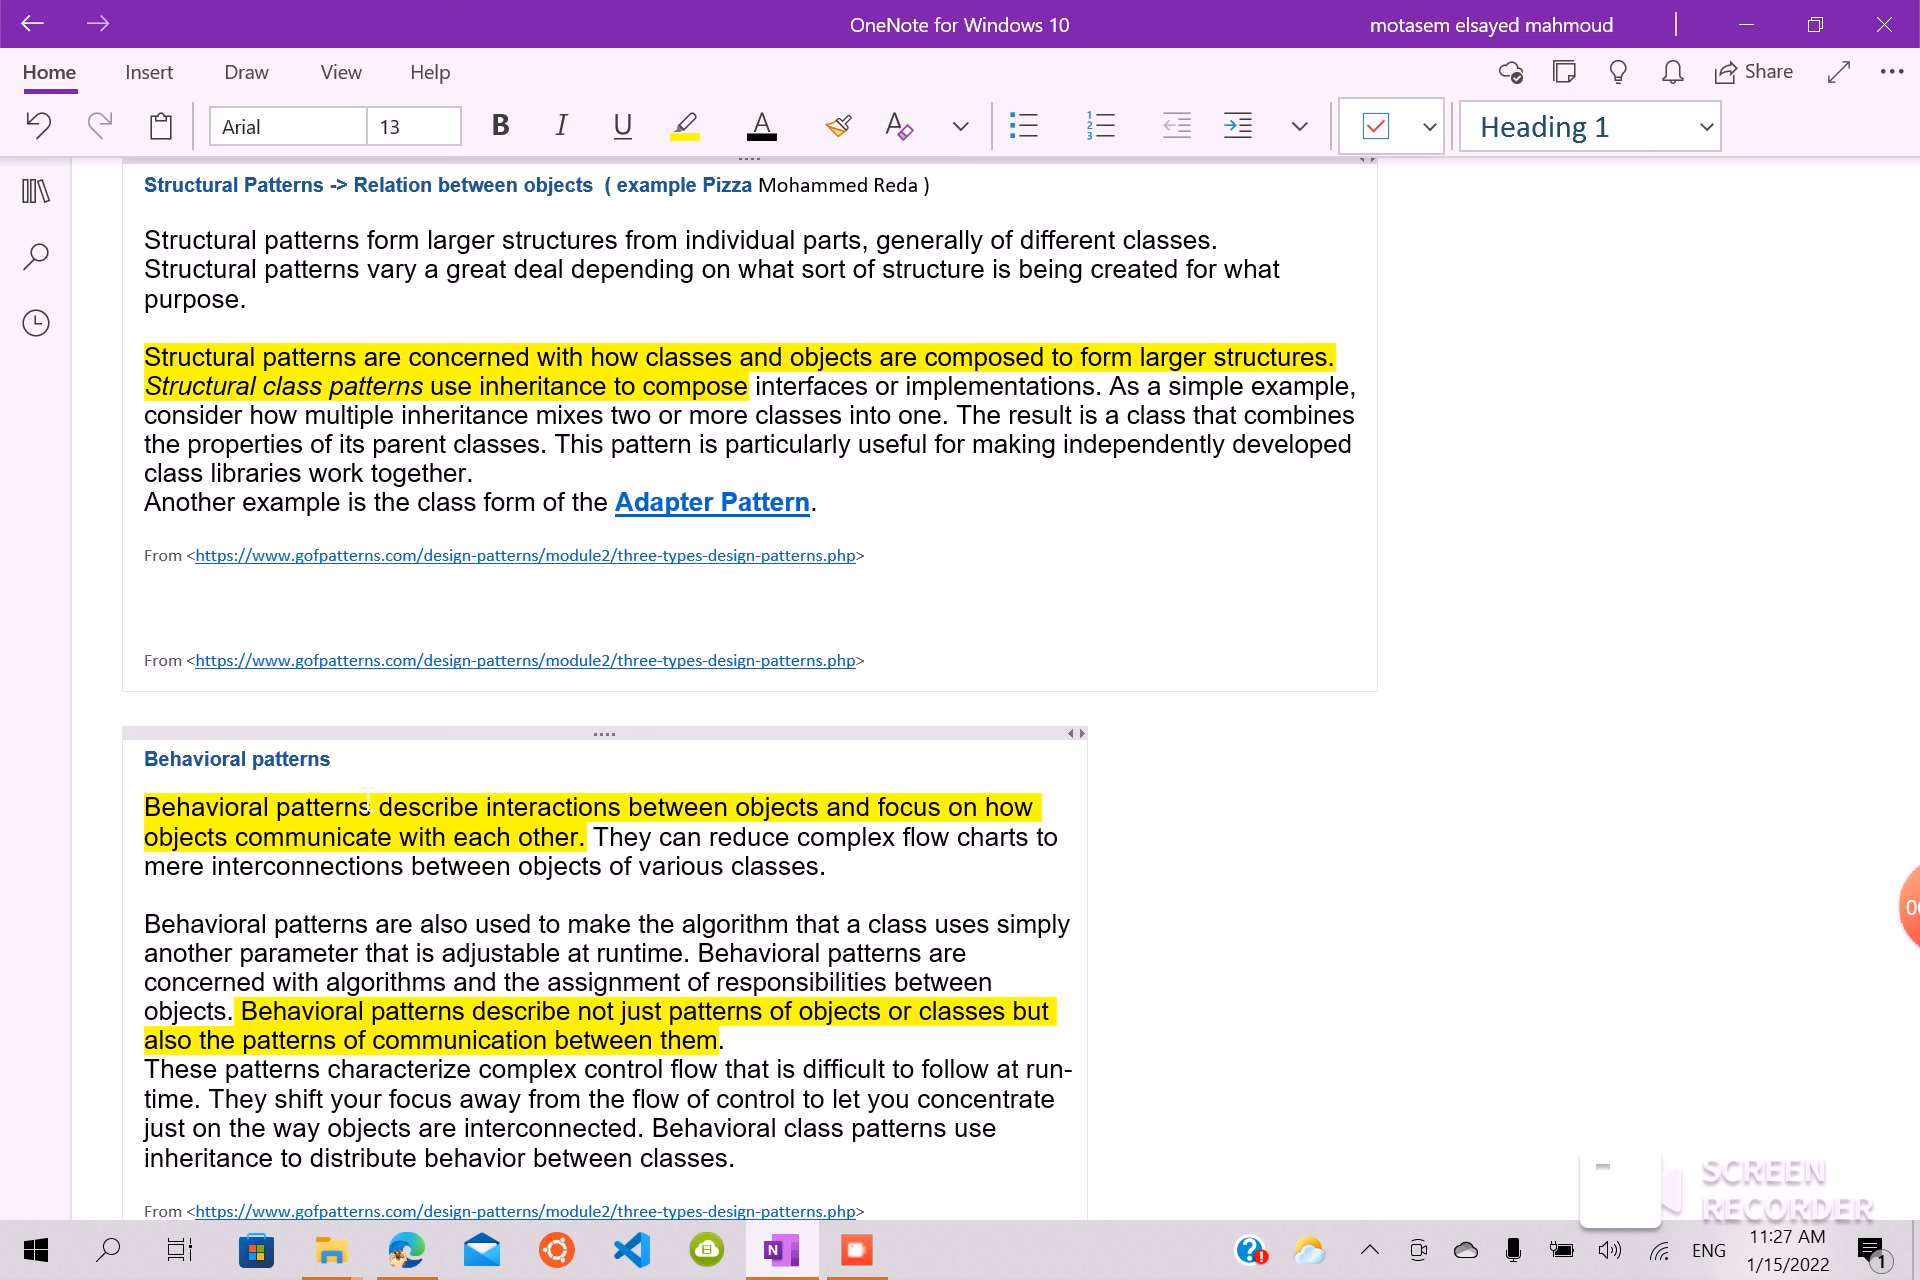 OneNote for Windows 10
motasem elsayed mahmoud
Home Insert Draw View Help
Share
Arial 13 B I U A Heading 1
Structural Patterns -> Relation between objects ( example Pizza Mohammed Reda )
Structural patterns form larger structures from individual parts, generally of different classes.
Structural patterns vary a great deal depending on what sort of structure is being created for what
purpose.
Structural patterns are concerned with how classes and objects are composed to form larger structures.
Structural class patterns use inheritance to compose interfaces or implementations. As a simple example,
consider how multiple inheritance mixes two or more classes into one. The result is a class that combines
the properties of its parent classes. This pattern is particularly useful for making independently developed
class libraries work together.
Another example is the class form of the Adapter Pattern.
From <https://www.gofpatterns.com/design-patterns/module2/three-types-design-patterns.php>
From <https://www.gofpatterns.com/design-patterns/module2/three-types-design-patterns.php>
Behavioral patterns
Behavioral patterns describe interactions between objects and focus on how
objects communicate with each other. They can reduce complex flow charts to
mere interconnections between objects of various classes.
Behavioral patterns are also used to make the algorithm that a class uses simply
another parameter that is adjustable at runtime. Behavioral patterns are
concerned with algorithms and the assignment of responsibilities between
objects. Behavioral patterns describe not just patterns of objects or classes but
also the patterns of communication between them.
These patterns characterize complex control flow that is difficult to follow at run-
time. They shift your focus away from the flow of control to let you concentrate
just on the way objects are interconnected. Behavioral class patterns use
inheritance to distribute behavior between classes.
From <https://www.gofpatterns.com/design-patterns/module2/three-types-design-patterns.php>
SCREEN
RECORDER
ENG
11:27 AM
1/15/2022
1